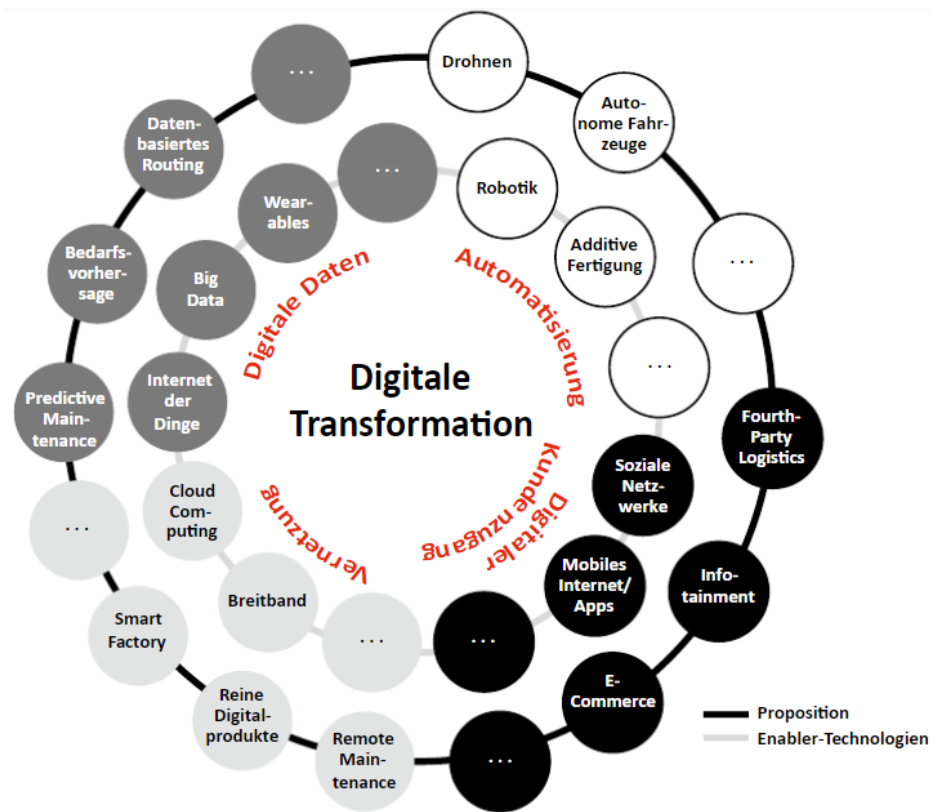 ...
Drohnen
Auto-
nome Fahr-
zeuge
...
Fourth-
Party
Logistics
Info-
tainment
E-
Commerce
...
Remote
Main-
tenance
Reine
Digital-
produkte
Smart
Factory
...
Predictive
Main-
tenance
Bedarfs-
vorher-
sage
Daten-
basiertes
Routing
...
Robotik
Additive
Fertigung
...
Soziale
Netz-
werke
Mobiles
Internet/
Apps
...
...
Breitband
Cloud
Com-
puting
Internet
der
Dinge
Big
Data
Wear-
ables
Digitale Daten
Automatisierung
Digitaler
Kunde nzugang
Vernetzung
Digitale
Transformation
Proposition
Enabler-Technologien